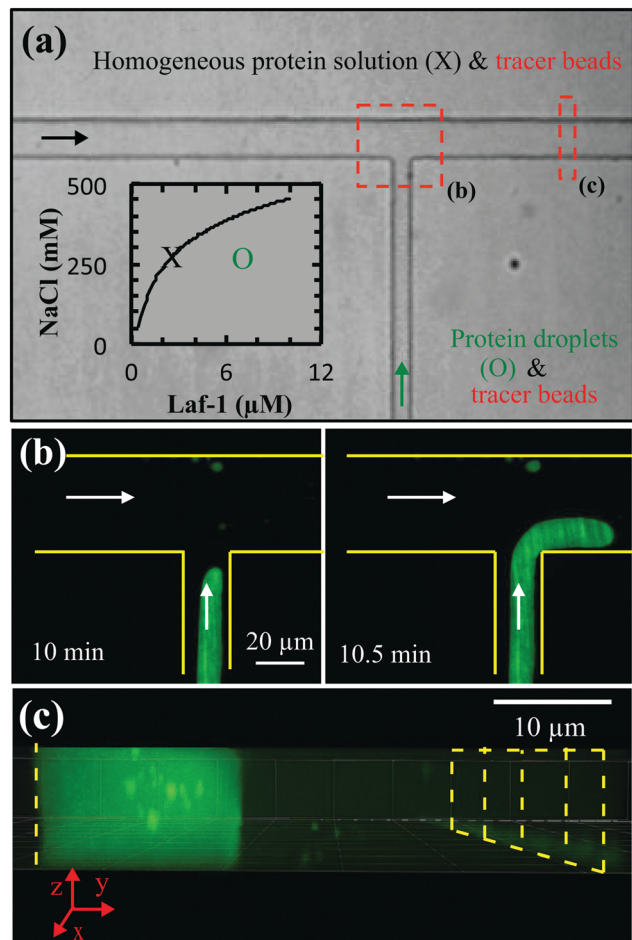 (a)
Homogeneous protein solution (X) & tracer beads
(b)
(c)
500
250
0
NaCl (mM)
X
O
0 6 12
Laf-1 (µM)
Protein droplets
(O) &
tracer beads
(b)
10 min
20 µm
10.5 min
(c)
10 µm
z
y
x